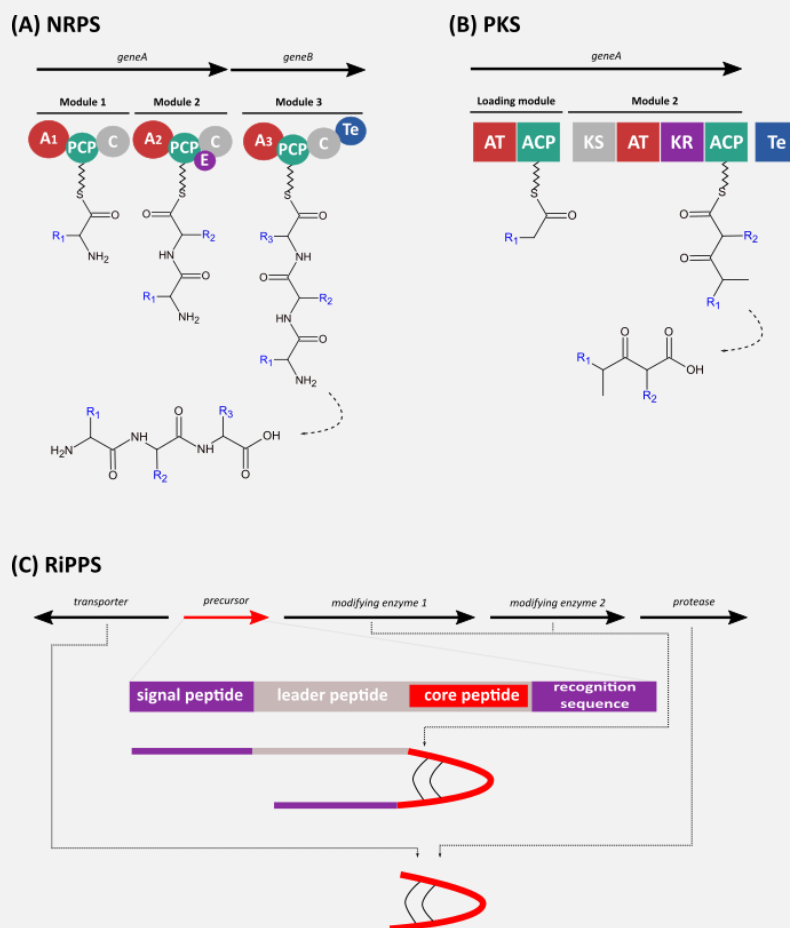 (A) NRPS
geneA geneB
Module 1 Module 2 Module 3
A1 PCP C A2 PCP C E A3 PCP C Te
S S S
O O O
R1 NH2
R2
HN O
R1 NH2
R3 NH
O
R2
HN O
R1 NH2
R1 O R3
H2N NH NH OH
O R2 O
(B) PKS
geneA
Loading module Module 2
AT ACP KS AT KR ACP Te
S S
O O
R1 R2
O
R1
O O
R1 OH
R2
(C) RiPPS
transporter precursor modifying enzyme 1 modifying enzyme 2 protease
signal peptide leader peptide core peptide recognition
sequence